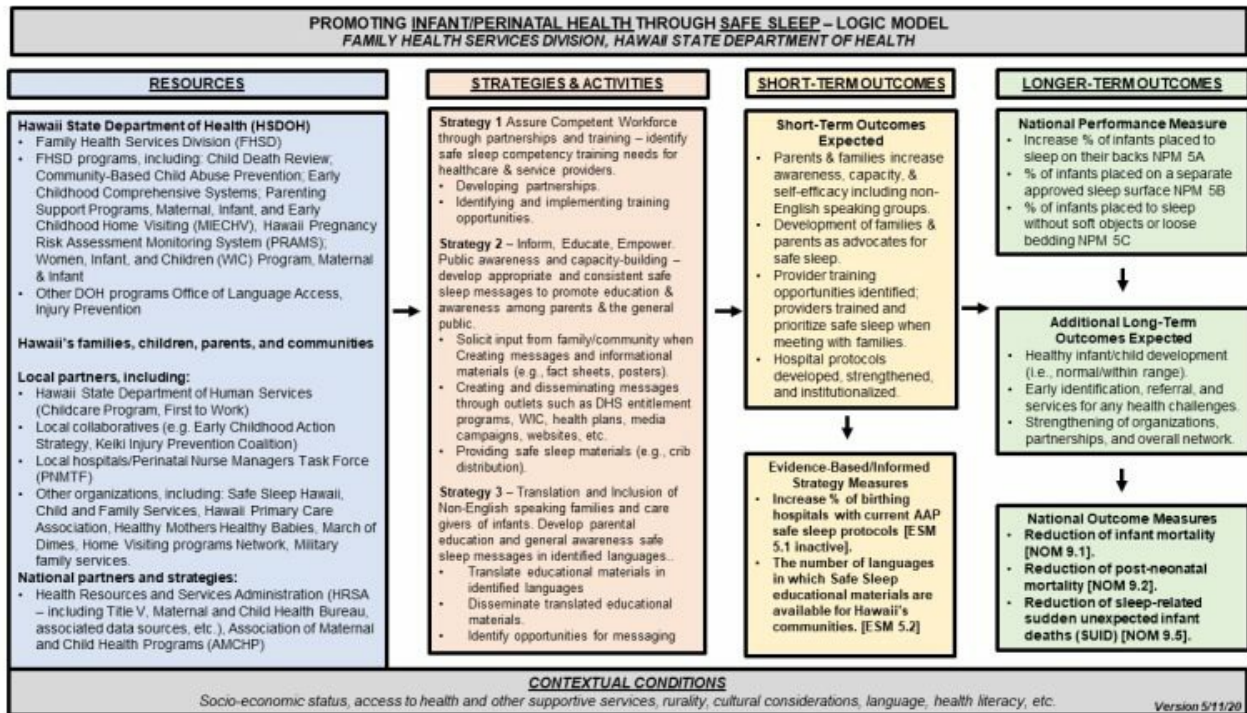 PROMOTING INFANT/PERINATAL HEALTH THROUGH SAFE SLEEP – LOGIC MODEL
FAMILY HEALTH SERVICES DIVISION, HAWAII STATE DEPARTMENT OF HEALTH
RESOURCES
Hawaii State Department of Health (HSDOH)
• Family Health Services Division (FHSD)
• FHSD programs, including: Child Death Review;
Community-Based Child Abuse Prevention; Early
Childhood Comprehensive Systems; Parenting
Support Programs, Maternal, Infant, and Early
Childhood Home Visiting (MIECHV), Hawaii Pregnancy
Risk Assessment Monitoring System (PRAMS);
Women, Infant, and Children (WIC) Program, Maternal
& Infant
• Other DOH programs Office of Language Access,
Injury Prevention
Hawaii's families, children, parents, and communities
Local partners, including:
• Hawaii State Department of Human Services
(Childcare Program, First to Work)
• Local collaboratives (e.g. Early Childhood Action
Strategy, Keiki Injury Prevention Coalition)
• Local hospitals/Perinatal Nurse Managers Task Force
(PNMTF)
• Other organizations, including: Safe Sleep Hawaii,
Child and Family Services, Hawaii Primary Care
Association, Healthy Mothers Healthy Babies, March of
Dimes, Home Visiting programs Network, Military
family services.
National partners and strategies:
• Health Resources and Services Administration (HRSA
– including Title V, Maternal and Child Health Bureau,
associated data sources, etc.), Association of Maternal
and Child Health Programs (AMCHP)
STRATEGIES & ACTIVITIES
Strategy 1 Assure Competent Workforce
through partnerships and training – identify
safe sleep competency training needs for
healthcare & service providers.
• Developing partnerships.
• Identifying and implementing training
opportunities.
Strategy 2 – Inform, Educate, Empower.
Public awareness and capacity-building –
develop appropriate and consistent safe
sleep messages to promote education &
awareness among parents & the general
public.
• Solicit input from family/community when
Creating messages and informational
materials (e.g., fact sheets, posters).
• Creating and disseminating messages
through outlets such as DHS entitlement
programs, WIC, health plans, media
campaigns, websites, etc.
• Providing safe sleep materials (e.g., crib
distribution).
Strategy 3 – Translation and Inclusion of
Non-English speaking families and care
givers of infants. Develop parental
education and general awareness safe
sleep messages in identified languages..
• Translate educational materials in
identified languages
• Disseminate translated educational
materials.
• Identify opportunities for messaging
SHORT-TERM OUTCOMES
Short-Term Outcomes
Expected
• Parents & families increase
awareness, capacity, &
self-efficacy including non-
English speaking groups.
• Development of families &
parents as advocates for
safe sleep.
• Provider training
opportunities identified;
providers trained and
prioritize safe sleep when
meeting with families.
• Hospital protocols
developed, strengthened,
and institutionalized.
Evidence-Based/Informed
Strategy Measures
• Increase % of birthing
hospitals with current AAP
safe sleep protocols [ESM
5.1 inactive].
• The number of languages
in which Safe Sleep
educational materials are
available for Hawaii's
communities. [ESM 5.2]
LONGER-TERM OUTCOMES
National Performance Measure
• Increase % of infants placed to
sleep on their backs NPM 5A
• % of infants placed on a separate
approved sleep surface NPM 5B
• % of infants placed to sleep
without soft objects or loose
bedding NPM 5C
Additional Long-Term
Outcomes Expected
• Healthy infant/child development
(i.e., normal/within range).
• Early identification, referral, and
services for any health challenges.
• Strengthening of organizations,
partnerships, and overall network.
National Outcome Measures
• Reduction of infant mortality
[NOM 9.1].
• Reduction of post-neonatal
mortality [NOM 9.2].
• Reduction of sleep-related
sudden unexpected infant
deaths (SUID) [NOM 9.5].
CONTEXTUAL CONDITIONS
Socio-economic status, access to health and other supportive services, rurality, cultural considerations, language, health literacy, etc.
Version 5/11/20